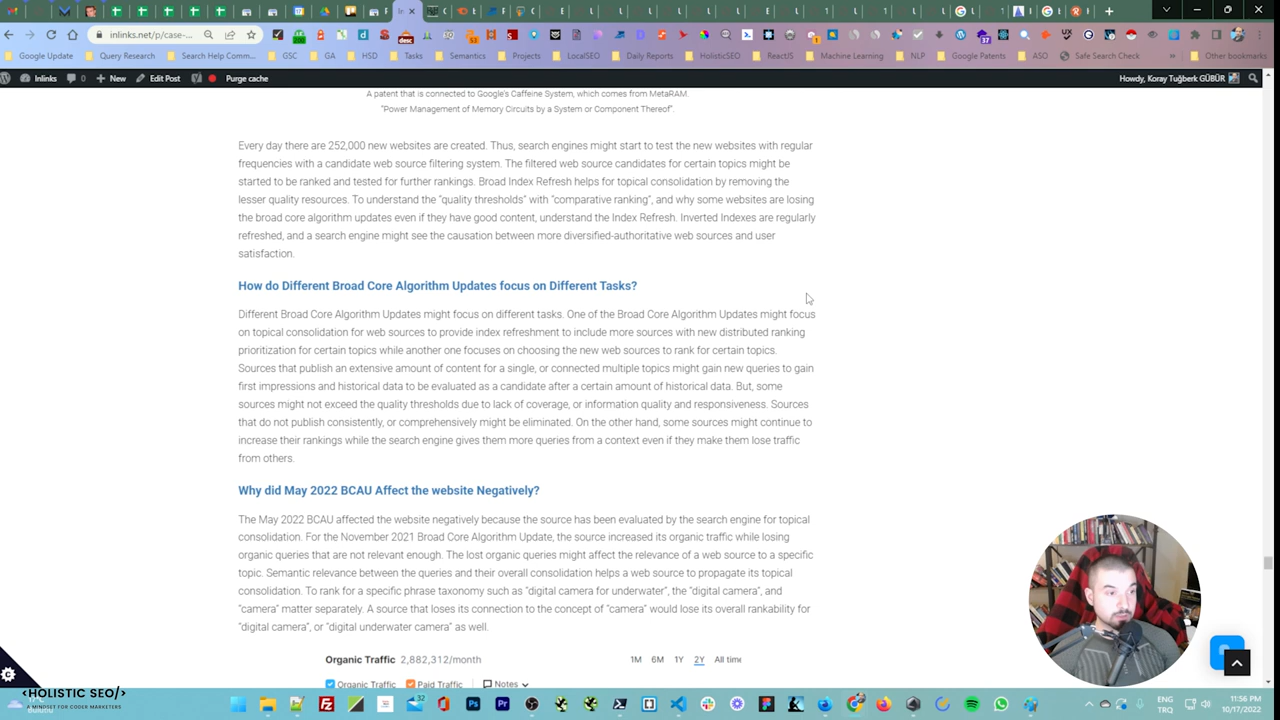 inlinks.net/p/case-...
Google Update
Query Research
Search Help Comm...
GSC
GA
HSD
Tasks
Semantics
Projects
LocalSEO
Daily Reports
HolisticSEO
ReactJS
Machine Learning
NLP
Google Patents
ASO
Safe Search Check
Other bookmarks
Inlinks
0
New
Edit Post
Purge cache
Howdy, Koray Tuğberk GÜBÜR
A patent that is connected to Google's Caffeine System, which comes from MetaRAM.
"Power Management of Memory Circuits by a System or Component Thereof".
Every day there are 252,000 new websites are created. Thus, search engines might start to test the new websites with regular
frequencies with a candidate web source filtering system. The filtered web source candidates for certain topics might be
started to be ranked and tested for further rankings. Broad Index Refresh helps for topical consolidation by removing the
lesser quality resources. To understand the "quality thresholds" with "comparative ranking", and why some websites are losing
the broad core algorithm updates even if they have good content, understand the Index Refresh. Inverted Indexes are regularly
refreshed, and a search engine might see the causation between more diversified-authoritative web sources and user
satisfaction.
How do Different Broad Core Algorithm Updates focus on Different Tasks?
Different Broad Core Algorithm Updates might focus on different tasks. One of the Broad Core Algorithm Updates might focus
on topical consolidation for web sources to provide index refreshment to include more sources with new distributed ranking
prioritization for certain topics while another one focuses on choosing the new web sources to rank for certain topics.
Sources that publish an extensive amount of content for a single, or connected multiple topics might gain new queries to gain
first impressions and historical data to be evaluated as a candidate after a certain amount of historical data. But, some
sources might not exceed the quality thresholds due to lack of coverage, or information quality and responsiveness. Sources
that do not publish consistently, or comprehensively might be eliminated. On the other hand, some sources might continue to
increase their rankings while the search engine gives them more queries from a context even if they make them lose traffic
from others.
Why did May 2022 BCAU Affect the website Negatively?
The May 2022 BCAU affected the website negatively because the source has been evaluated by the search engine for topical
consolidation. For the November 2021 Broad Core Algorithm Update, the source increased its organic traffic while losing
organic queries that are not relevant enough. The lost organic queries might affect the relevance of a web source to a specific
topic. Semantic relevance between the queries and their overall consolidation helps a web source to propagate its topical
consolidation. To rank for a specific phrase taxonomy such as "digital camera for underwater", the "digital camera", and
"camera" matter separately. A source that loses its connection to the concept of "camera" would lose its overall rankability for
"digital camera", or "digital underwater camera" as well.
Organic Traffic 2,882,312/month
1M 6M 1Y 2Y All time
Organic Traffic Paid Traffic Notes
<HOLISTIC SEO/>
A MINDSET FOR CODER MARKETERS
ENG
TRQ
11:56 PM
10/17/2022